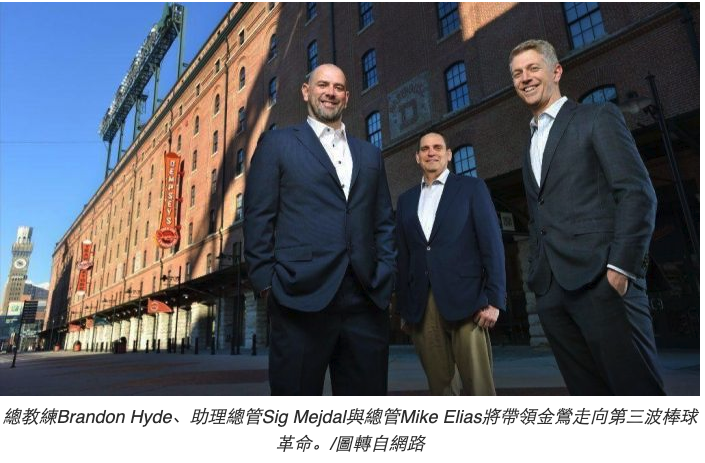 DEMPSEYS
總教練Brandon Hyde、助理總管Sig Mejdal與總管Mike Elias將帶領金鶯走向第三波棒球
革命。/圖轉自網路